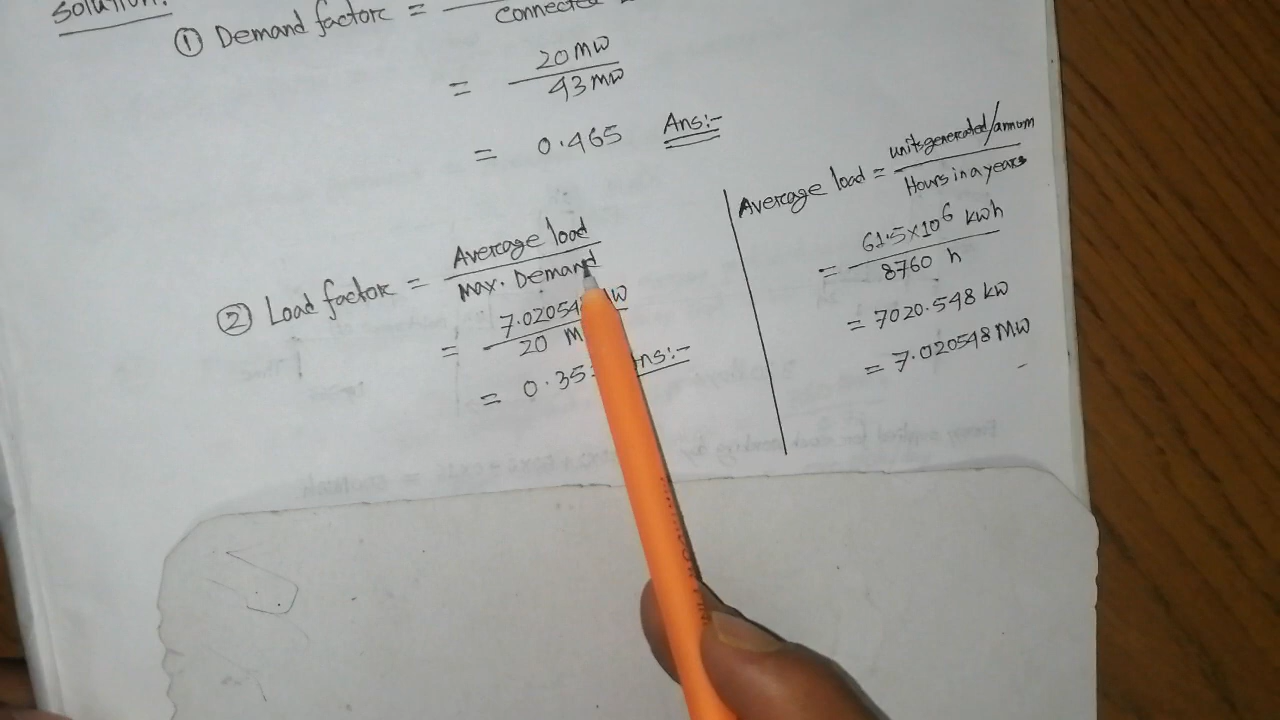 Solution:
① Demand factor =
Connected
= 20 MW
43 MW
= 0.465 Ans:-
② Load factor = Average load
Max. Demand
= 7.02054
20
= 0.35
Average load = units generated/annum
Hours in a years
= 61.5×10⁶ kwh
8760 h
= 7020.548 kw
= 7.020548 MW